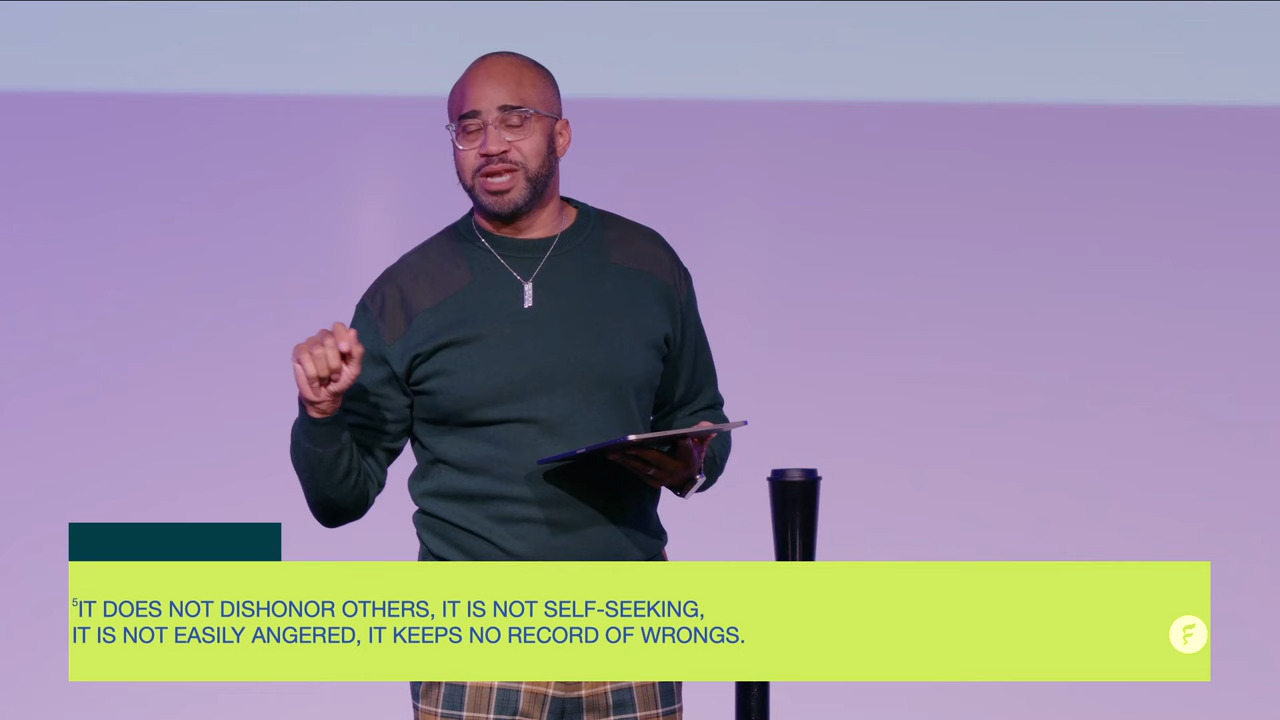 ⁵IT DOES NOT DISHONOR OTHERS, IT IS NOT SELF-SEEKING,
IT IS NOT EASILY ANGERED, IT KEEPS NO RECORD OF WRONGS.